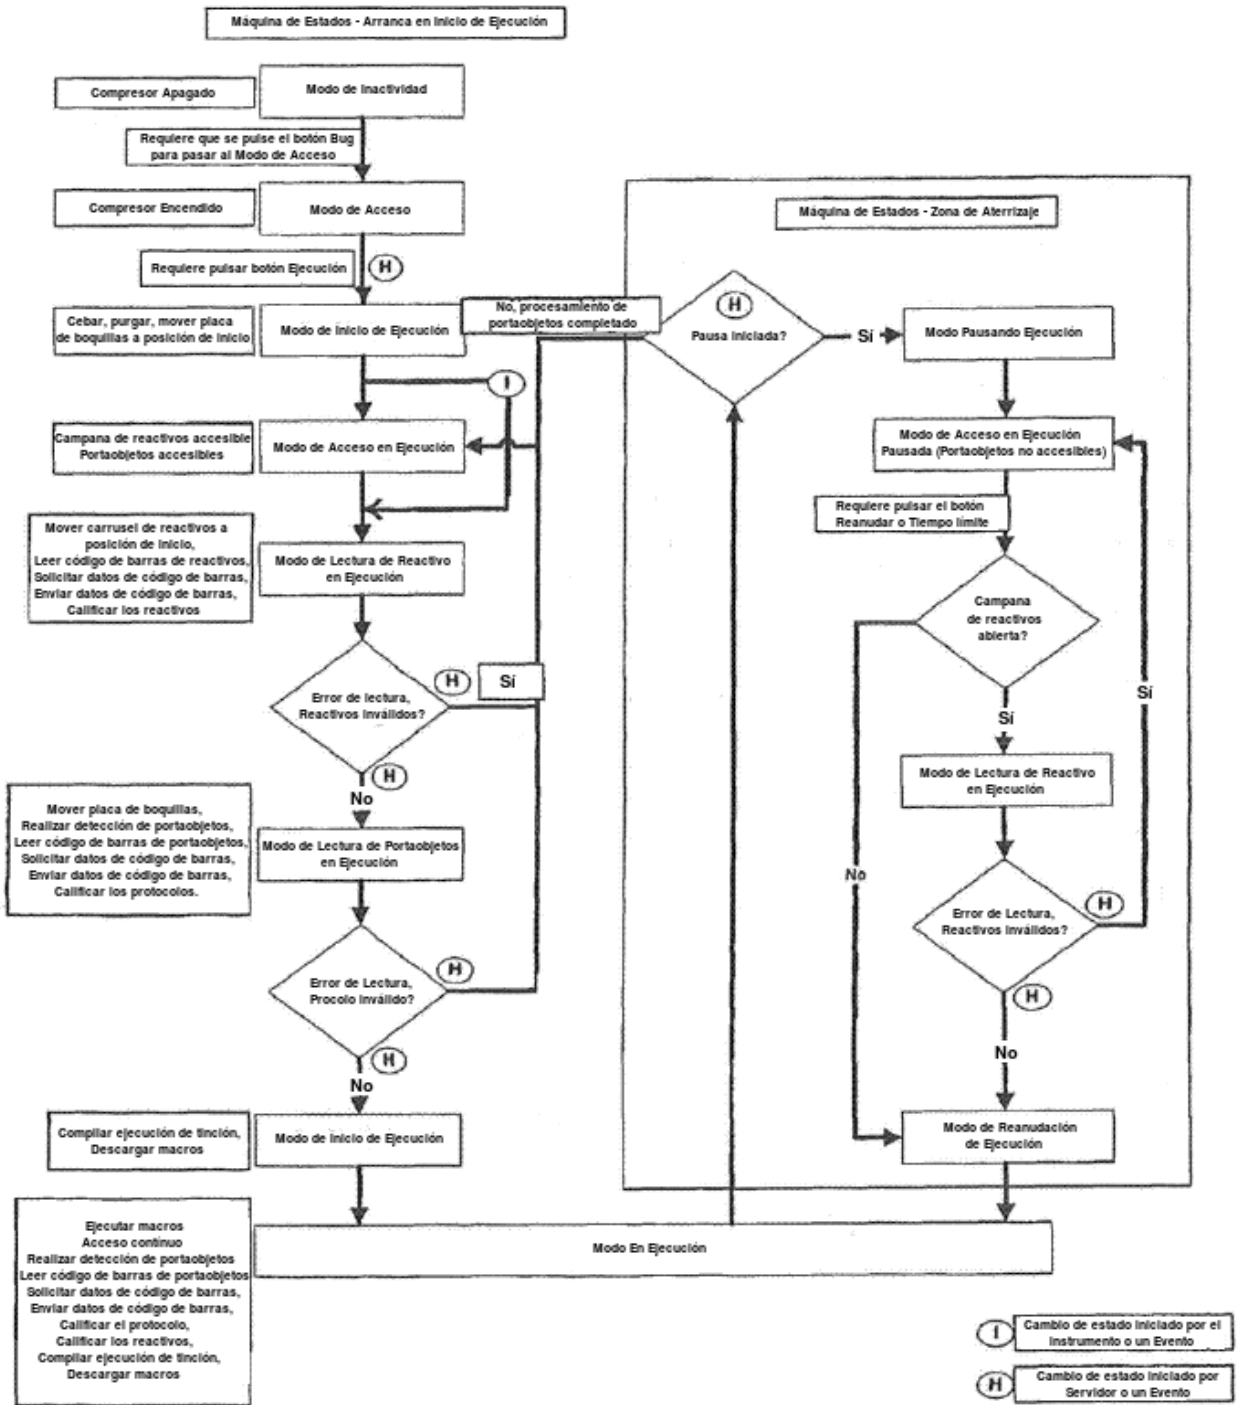 Máquina de Estados - Arranca en Inicio de Ejecución
Compresor Apagado
Modo de Inactividad
Requiere que se pulse el botón Bug
para pasar al Modo de Acceso
Compresor Encendido
Modo de Acceso
Requiere pulsar botón Ejecución
H
Cebar, purgar, mover placa
de boquillas a posición de inicio
Modo de Inicio de Ejecución
I
Campana de reactivos accesible
Portaobjetos accesibles
Modo de Acceso en Ejecución
Mover carrusel de reactivos a
posición de inicio,
Leer código de barras de reactivos,
Solicitar datos de código de barras,
Enviar datos de código de barras,
Calificar los reactivos
Modo de Lectura de Reactivo
en Ejecución
Error de lectura,
Reactivos inválidos?
H
Sí
H
No
Mover placa de boquillas,
Realizar detección de portaobjetos,
Leer código de barras de portaobjetos,
Solicitar datos de código de barras,
Enviar datos de código de barras,
Calificar los protocolos.
Modo de Lectura de Portaobjetos
en Ejecución
Error de Lectura,
Procolo inválido?
H
H
No
Compilar ejecución de tinción,
Descargar macros
Modo de Inicio de Ejecución
Ejecutar macros
Acceso continuo
Realizar detección de portaobjetos
Leer código de barras de portaobjetos
Solicitar datos de código de barras,
Enviar datos de código de barras,
Calificar el protocolo,
Calificar los reactivos,
Compilar ejecución de tinción,
Descargar macros
Modo En Ejecución
Máquina de Estados - Zona de Aterrizaje
No, procesamiento de
portaobjetos completado
H
Pausa iniciada?
Sí
Modo Pausando Ejecución
Modo de Acceso en Ejecución
Pausada (Portaobjetos no accesibles)
Requiere pulsar el botón
Reanudar o Tiempo límite
Campana
de reactivos
abierta?
Sí
No
Modo de Lectura de Reactivo
en Ejecución
Error de Lectura,
Reactivos inválidos?
H
Sí
H
No
Modo de Reanudación
de Ejecución
I
Cambio de estado iniciado por el
Instrumento o un Evento
H
Cambio de estado iniciado por
Servidor o un Evento